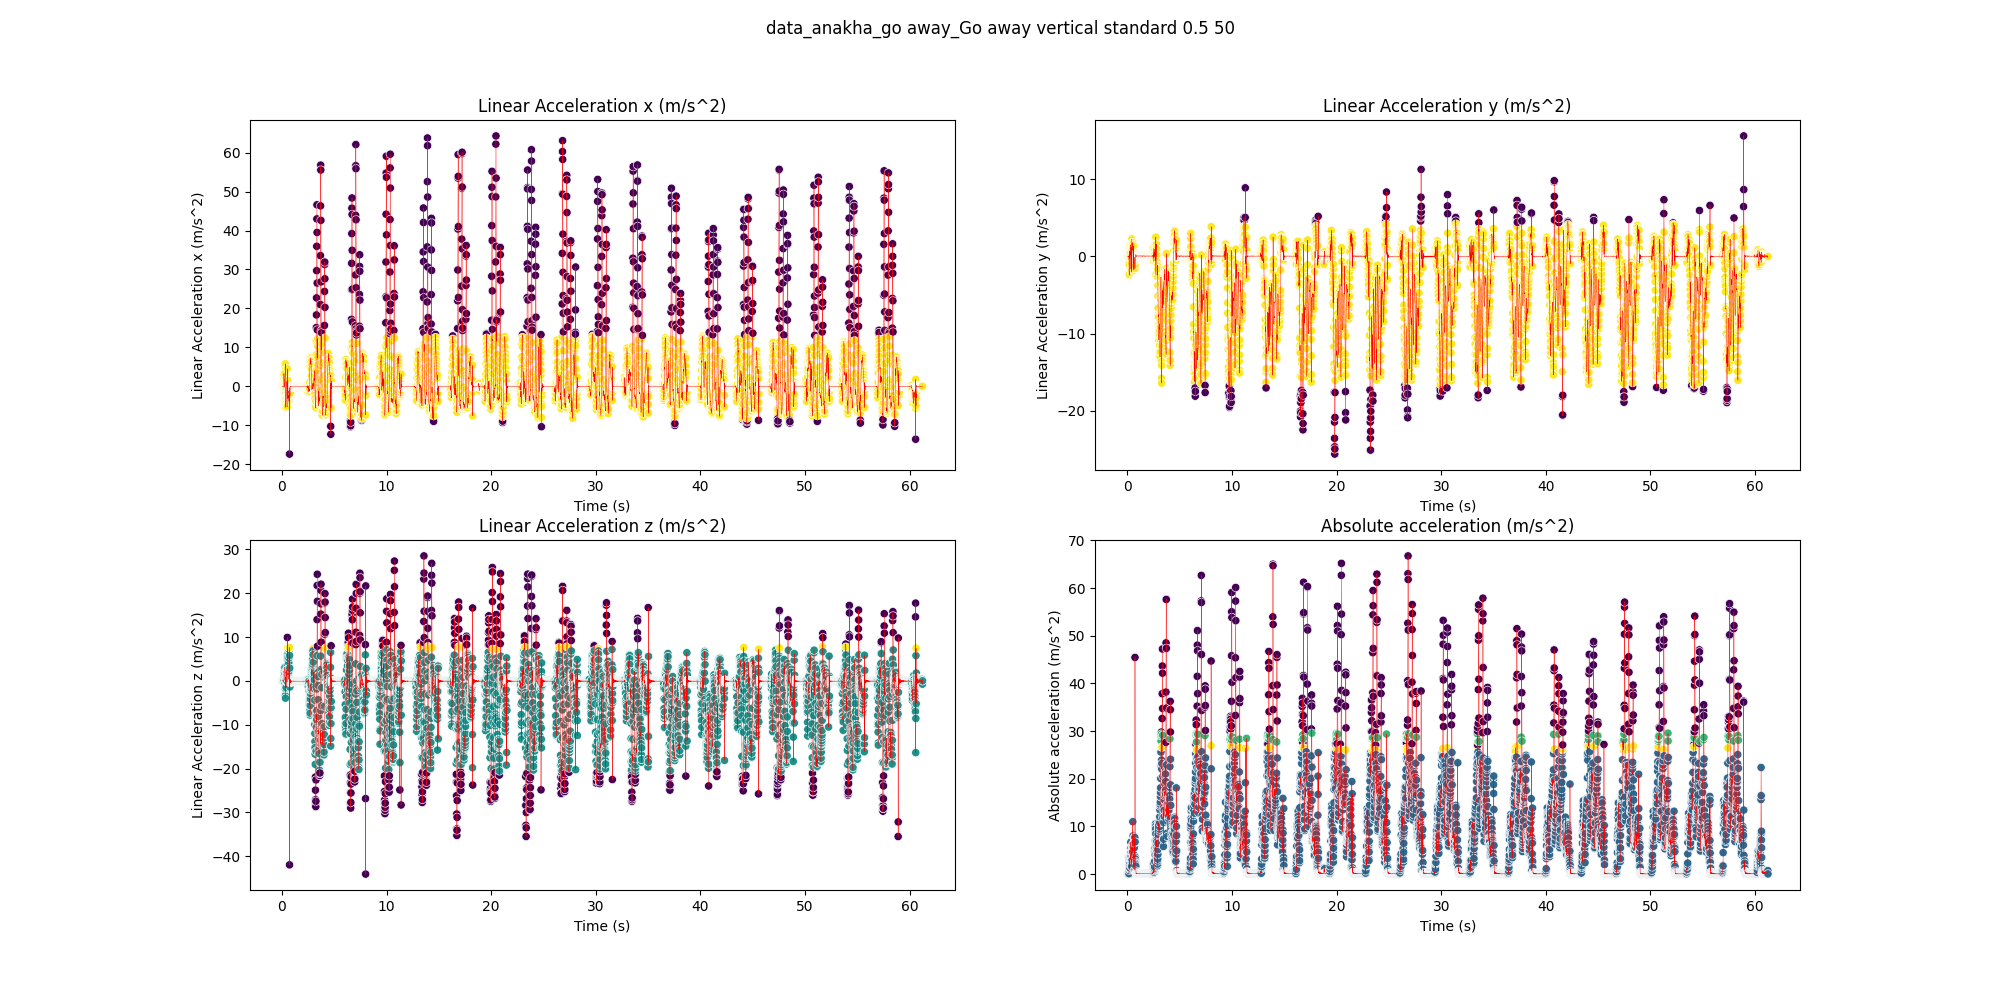 data_anakha_go away_Go away vertical standard 0.5 50
Linear Acceleration x (m/s^2)
Linear Acceleration x (m/s^2)
60
50
40
30
20
10
0
−10
−20
0 10 20 30 40 50 60
Time (s)
Linear Acceleration y (m/s^2)
Linear Acceleration y (m/s^2)
10
0
−10
−20
0 10 20 30 40 50 60
Time (s)
Linear Acceleration z (m/s^2)
Linear Acceleration z (m/s^2)
30
20
10
0
−10
−20
−30
−40
0 10 20 30 40 50 60
Time (s)
Absolute acceleration (m/s^2)
Absolute acceleration (m/s^2)
70
60
50
40
30
20
10
0
0 10 20 30 40 50 60
Time (s)